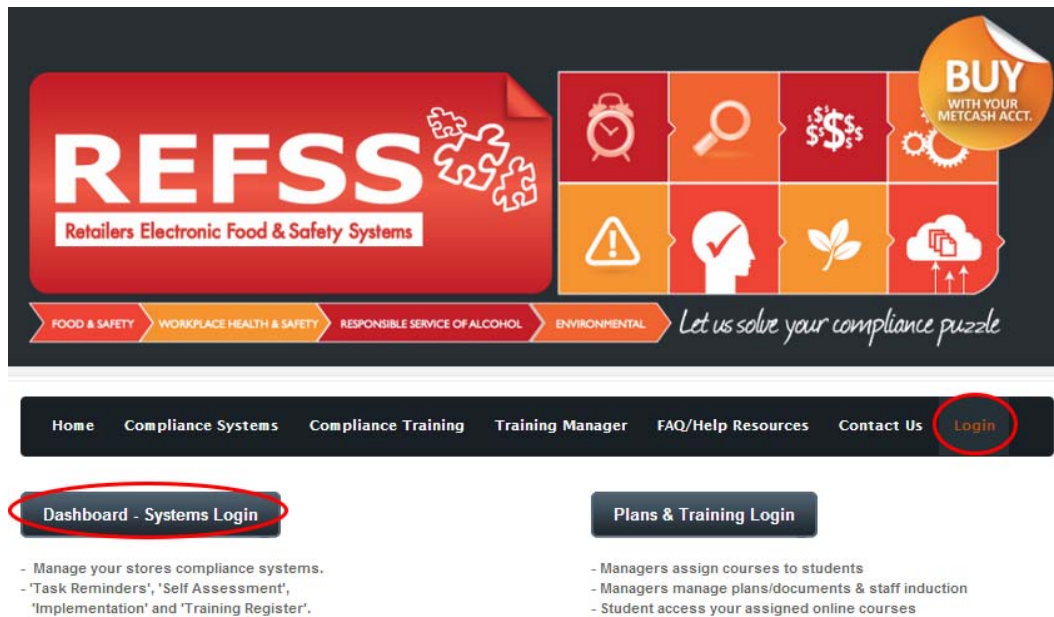 BUY
WITH YOUR
METCASH ACCT.
REFSS
Retailers Electronic Food & Safety Systems
$$$$$
FOOD & SAFETY
WORKPLACE HEALTH & SAFETY
RESPONSIBLE SERVICE OF ALCOHOL
ENVIRONMENTAL
Let us solve your compliance puzzle
Home
Compliance Systems
Compliance Training
Training Manager
FAQ/Help Resources
Contact Us
Login
Dashboard - Systems Login
- Manage your stores compliance systems.
- 'Task Reminders', 'Self Assessment',
'Implementation' and 'Training Register'.
Plans & Training Login
- Managers assign courses to students
- Managers manage plans/documents & staff induction
- Student access your assigned online courses